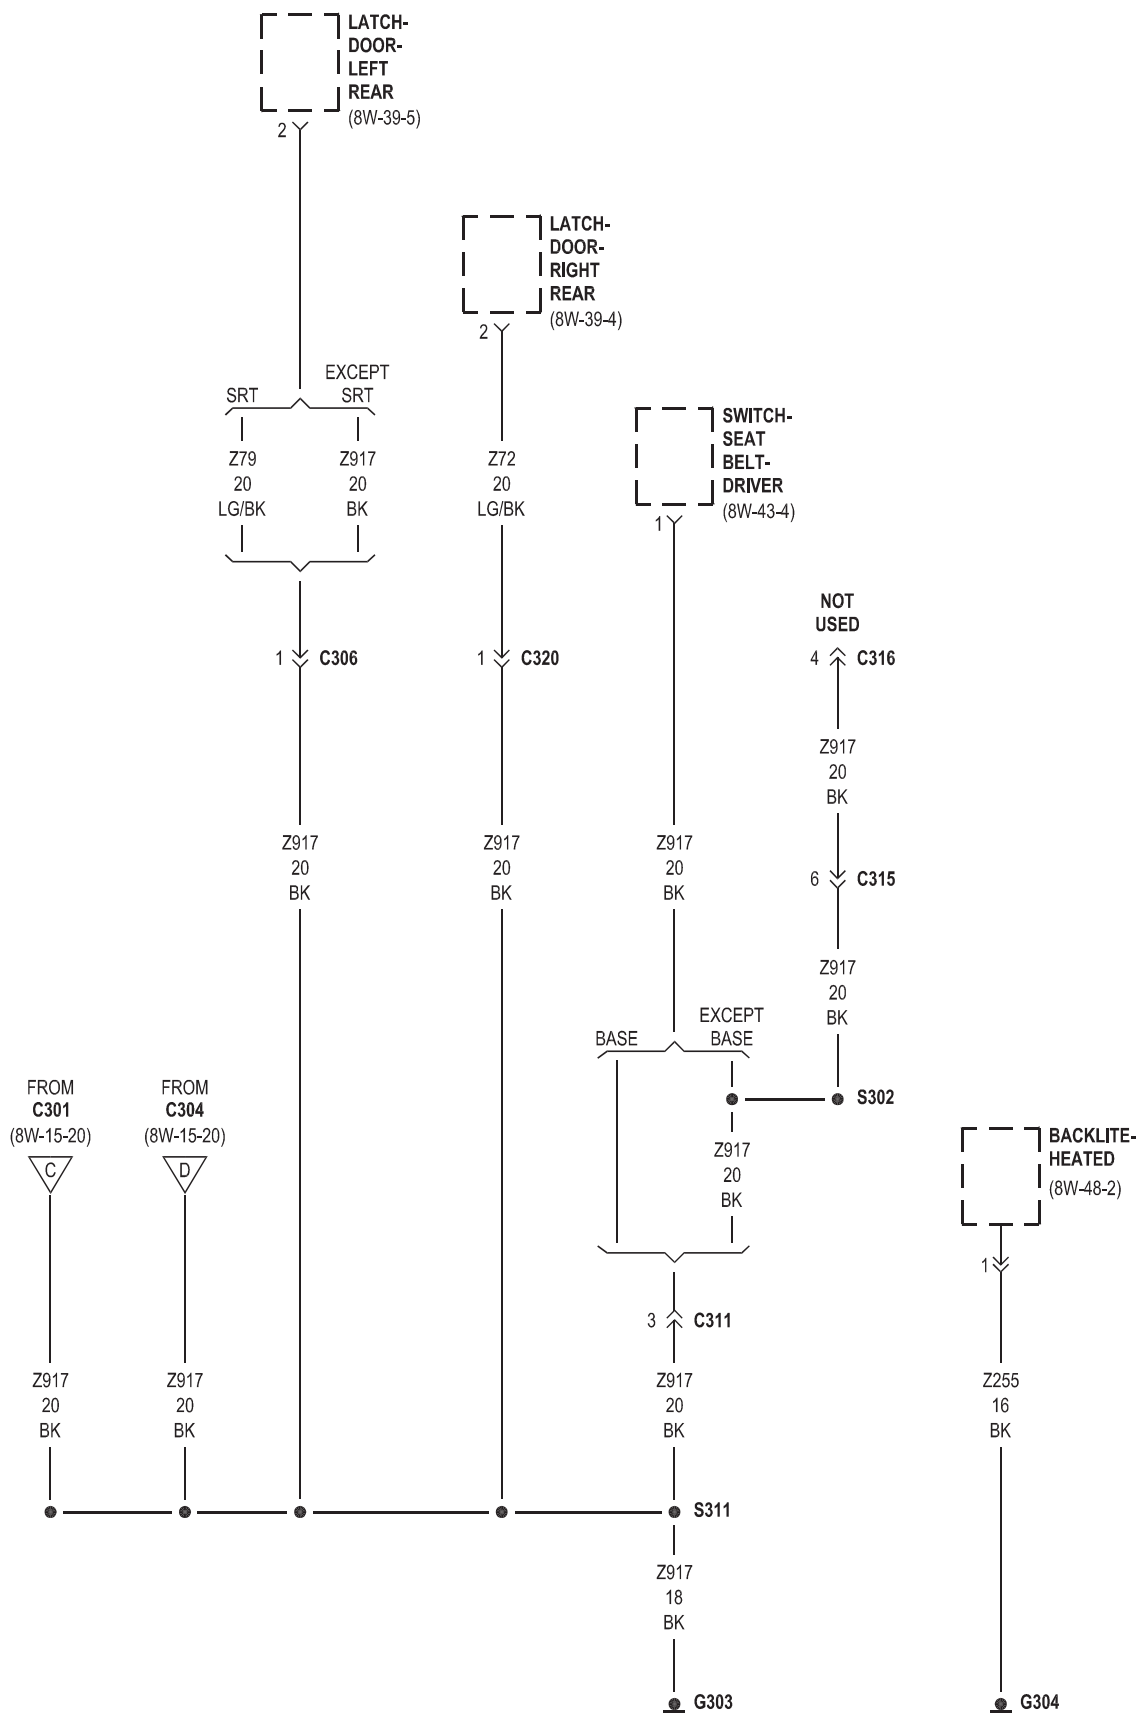 LATCH-
DOOR-
LEFT
REAR
(8W-39-5)
2
LATCH-
DOOR-
RIGHT
REAR
(8W-39-4)
2
SRT
EXCEPT
SRT
Z79
20
LG/BK
Z917
20
BK
Z72
20
LG/BK
SWITCH-
SEAT
BELT-
DRIVER
(8W-43-4)
1
NOT
USED
1
C306
1
C320
4
C316
Z917
20
BK
Z917
20
BK
Z917
20
BK
Z917
20
BK
6
C315
Z917
20
BK
BASE
EXCEPT
BASE
S302
Z917
20
BK
FROM
C301
(8W-15-20)
C
FROM
C304
(8W-15-20)
D
BACKLITE-
HEATED
(8W-48-2)
1
3
C311
Z917
20
BK
Z917
20
BK
Z917
20
BK
Z255
16
BK
S311
Z917
18
BK
G303
G304